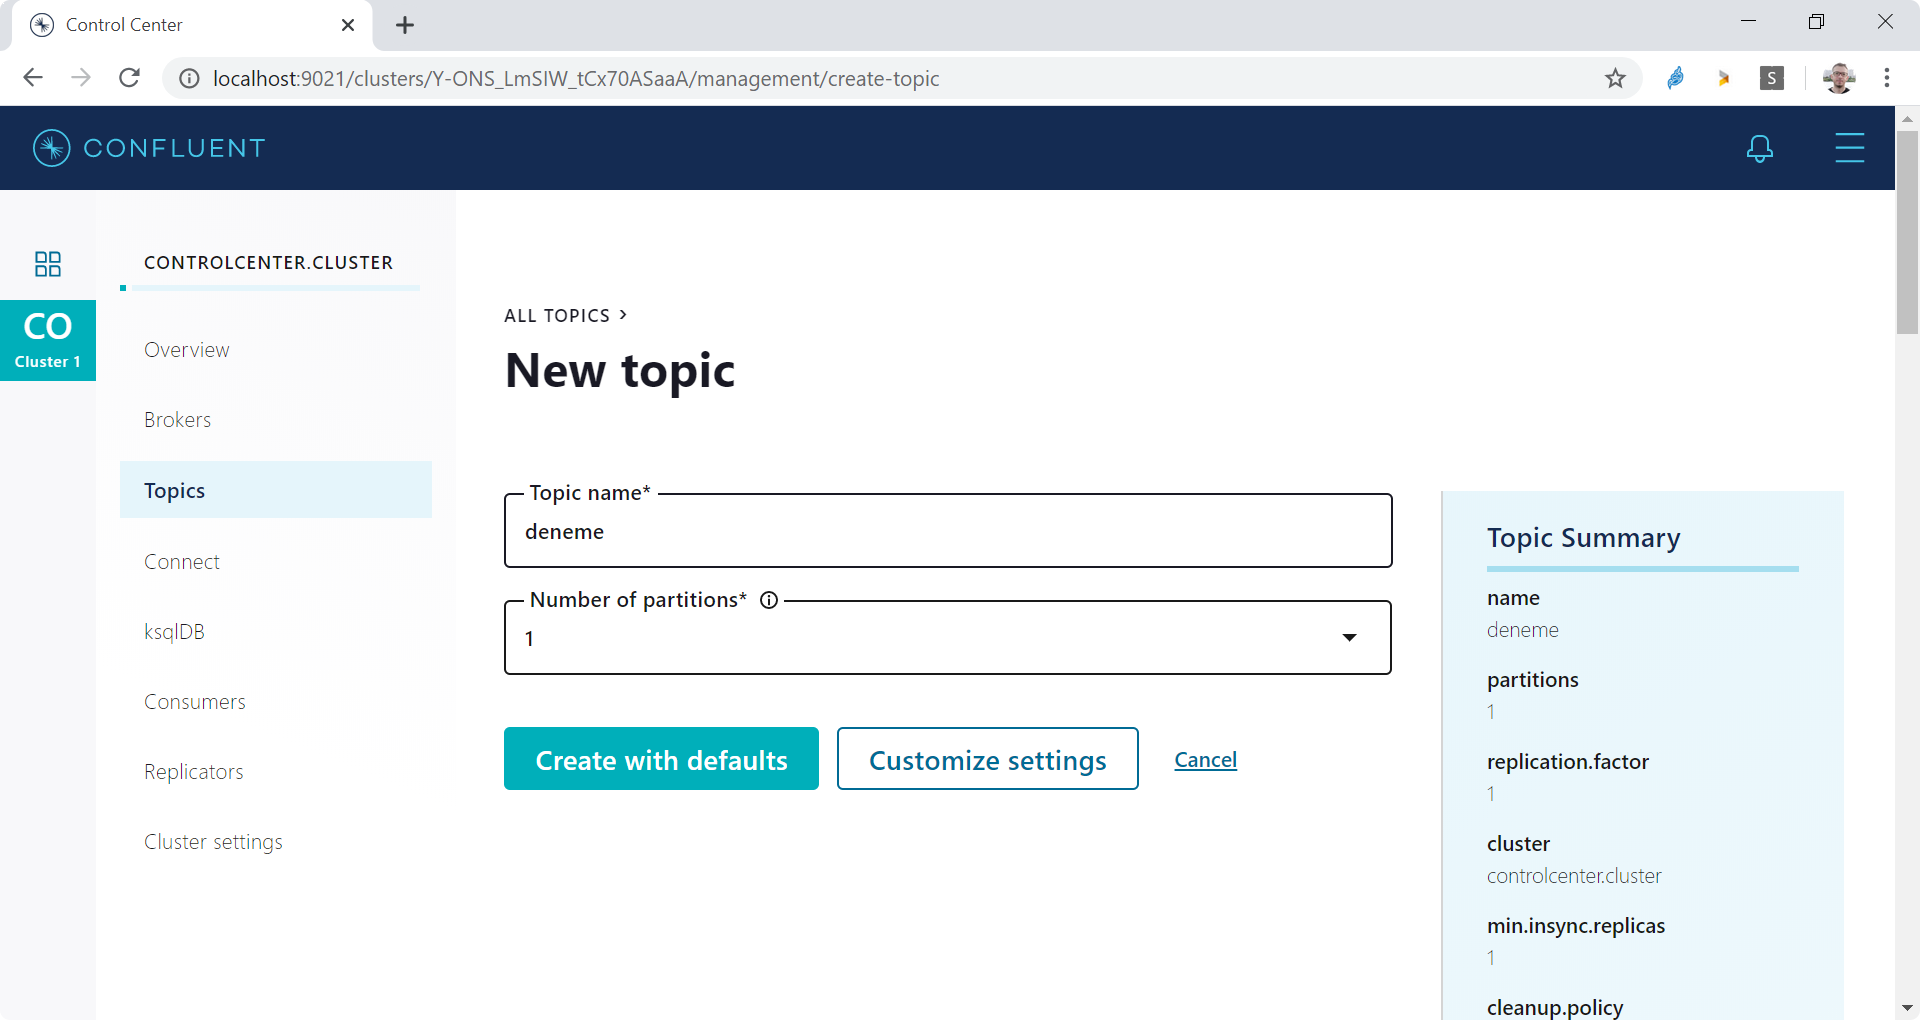 Control Center
localhost:9021/clusters/Y-ONS_LmSIW_tCx70ASaaA/management/create-topic
S
CONFLUENT
CO
Cluster 1
CONTROLCENTER.CLUSTER
Overview
Brokers
Topics
Connect
ksqlDB
Consumers
Replicators
Cluster settings
ALL TOPICS >
New topic
Topic name*
deneme
Number of partitions*
1
Create with defaults
Customize settings
Cancel
Topic Summary
name
deneme
partitions
1
replication.factor
1
cluster
controlcenter.cluster
min.insync.replicas
1
cleanup.policy